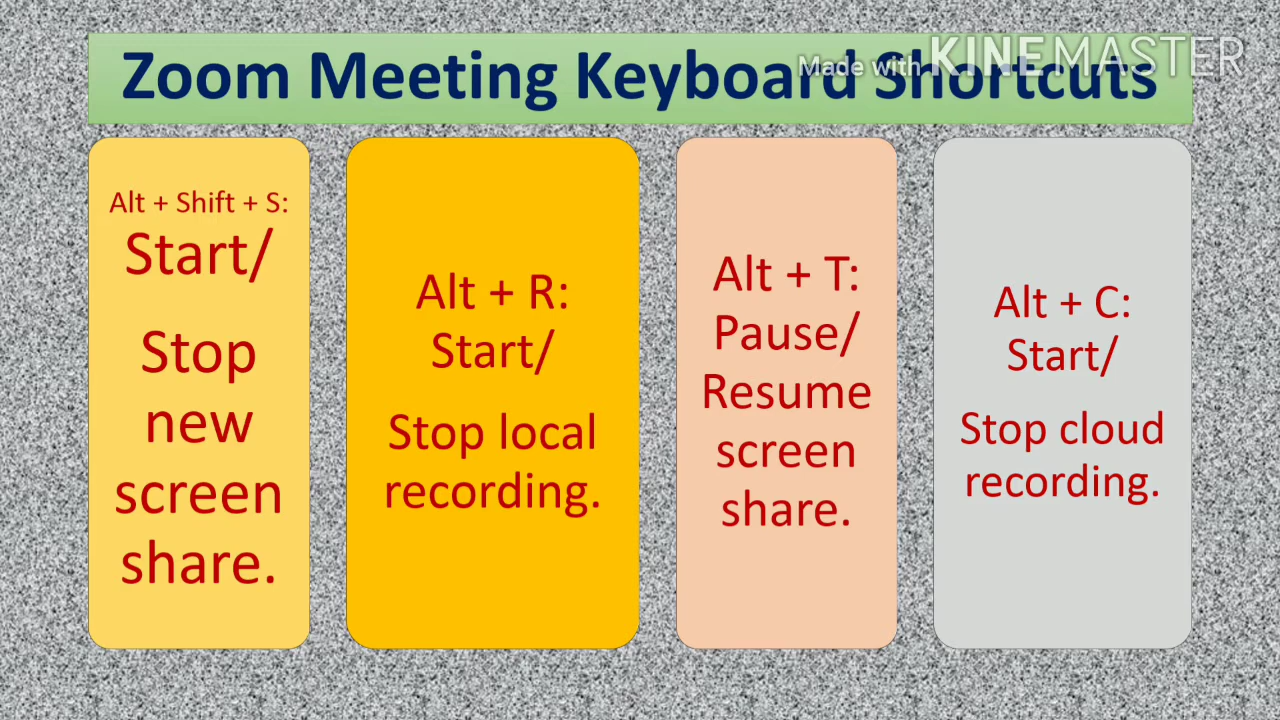 Zoom Meeting Keyboard Shortcuts
Made with KINEMASTER
Alt + Shift + S:
Start/
Stop
new
screen
share.
Alt + R:
Start/
Stop local
recording.
Alt + T:
Pause/
Resume
screen
share.
Alt + C:
Start/
Stop cloud
recording.